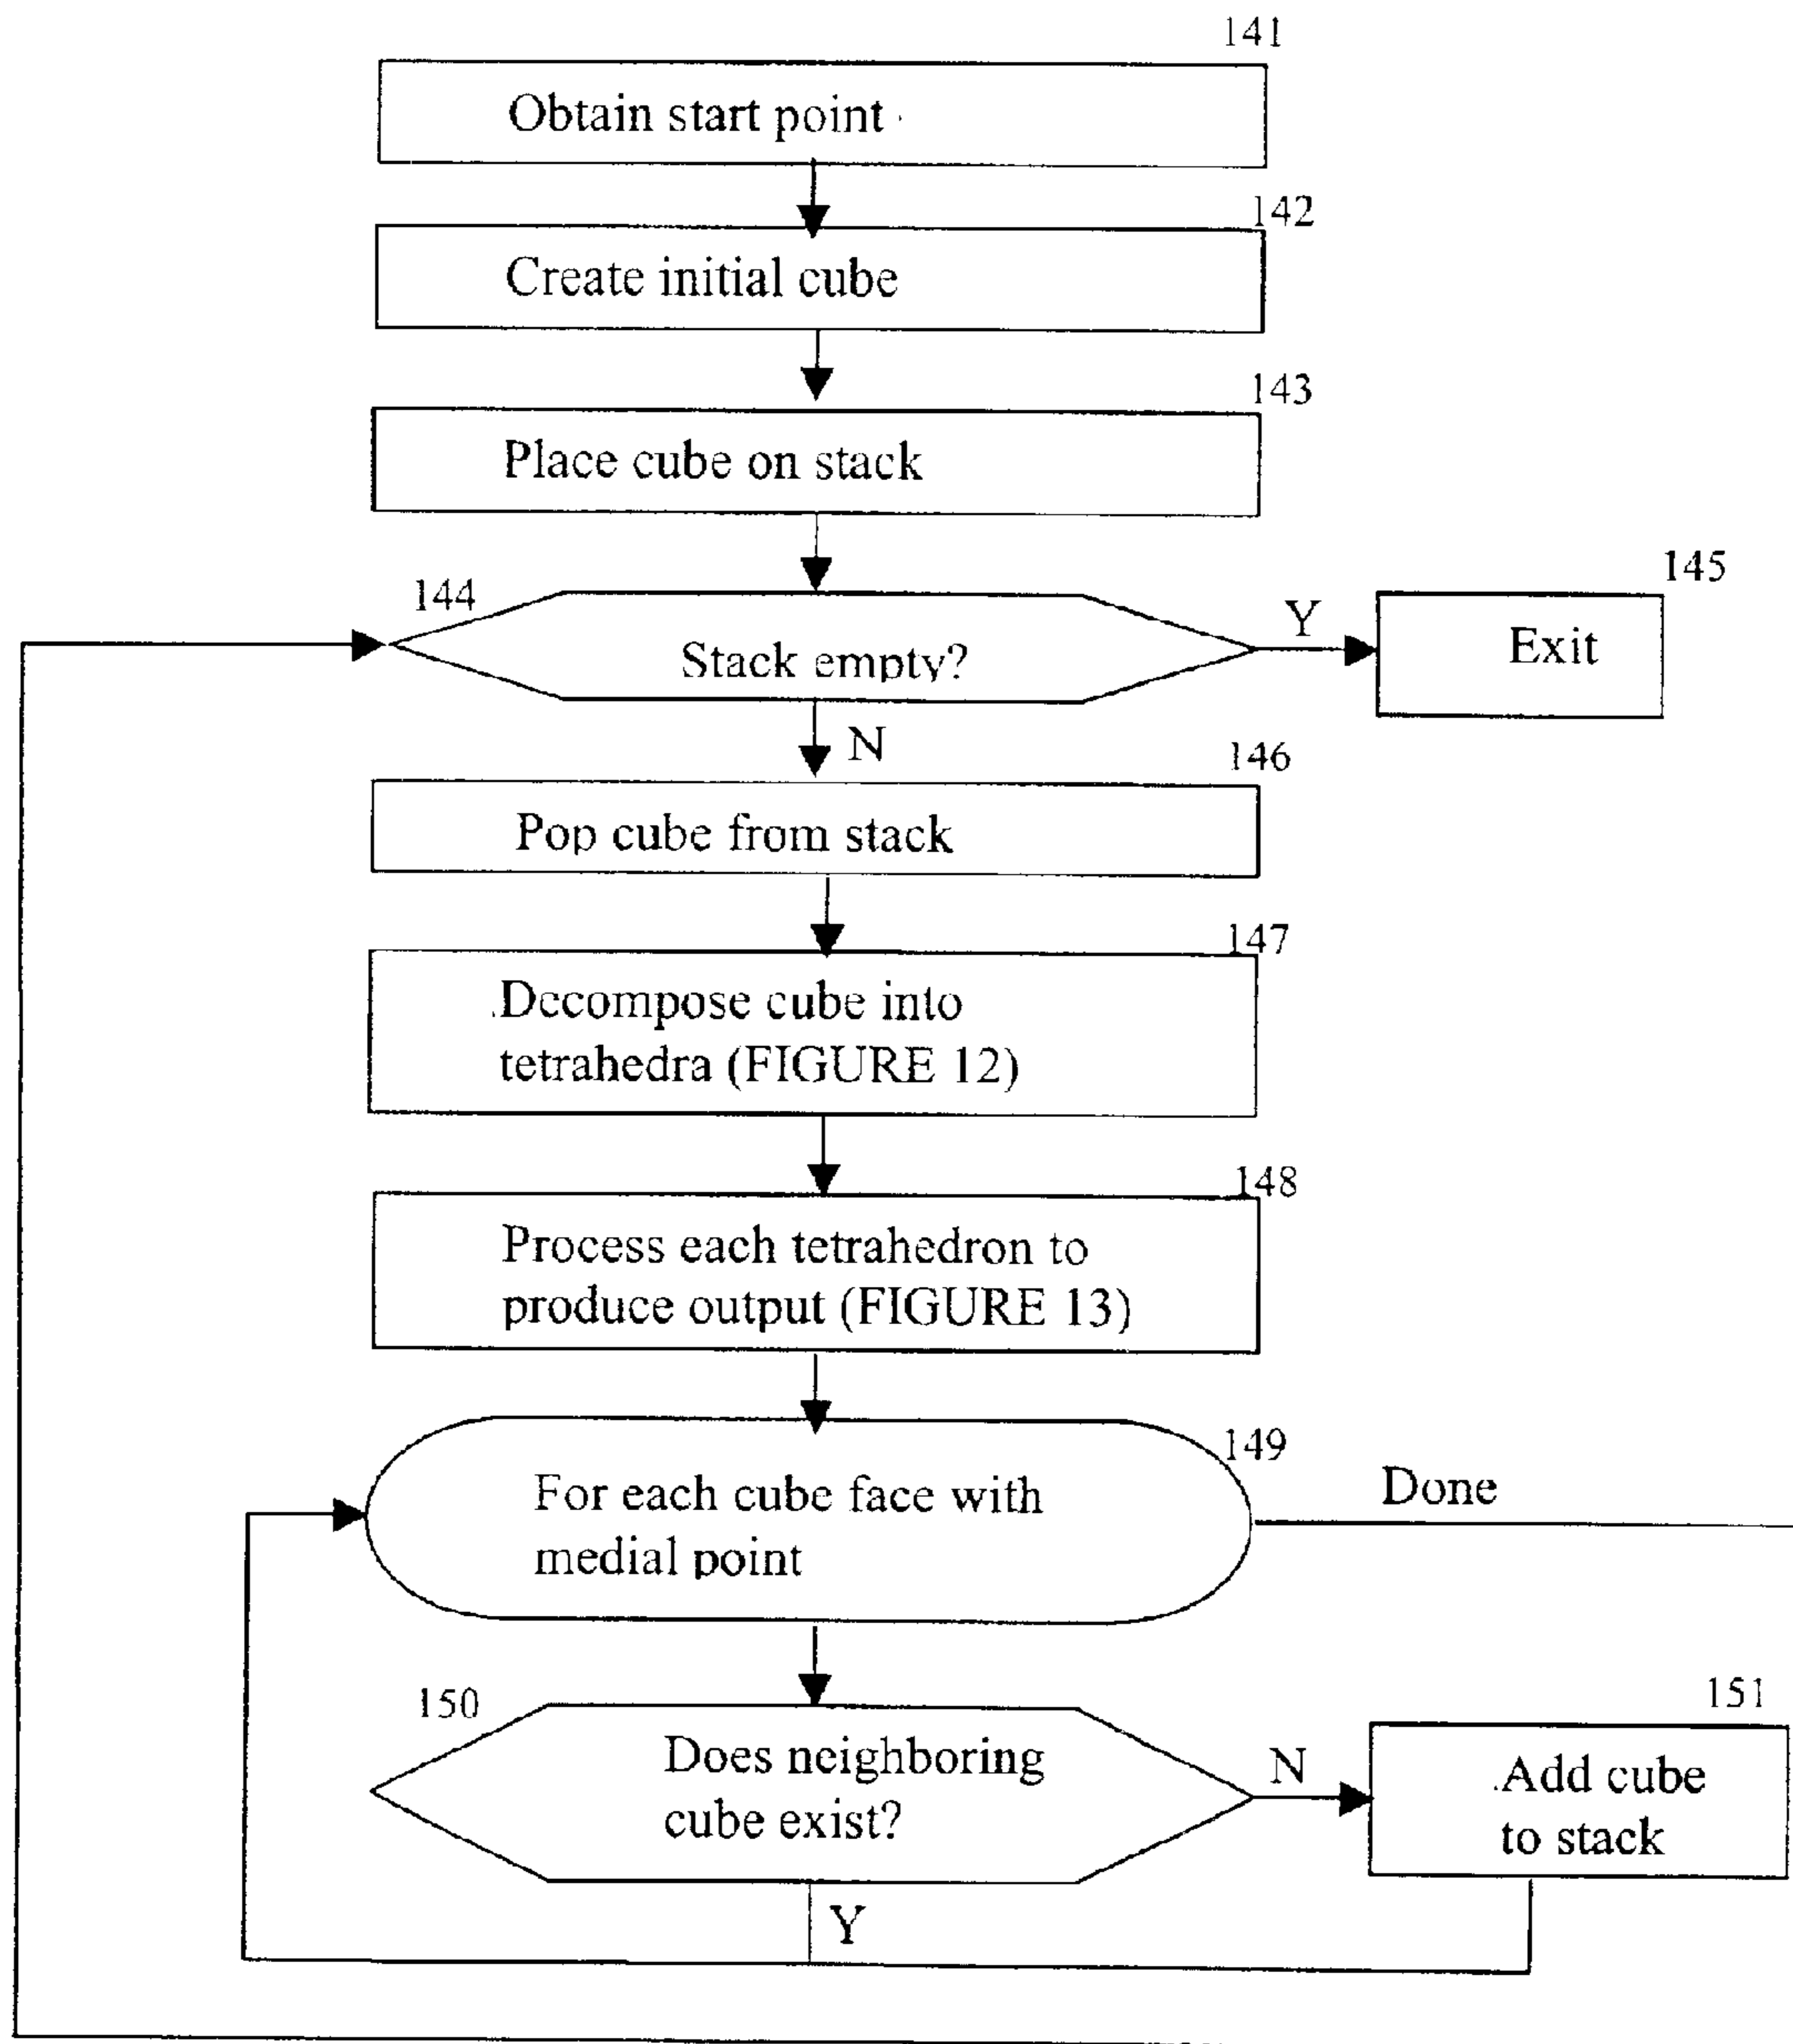 141
Obtain start point
142
Create initial cube
143
Place cube on stack
144
Stack empty?
Y
145
Exit
N
146
Pop cube from stack
147
Decompose cube into
tetrahedra (FIGURE 12)
148
Process each tetrahedron to
produce output (FIGURE 13)
149
For each cube face with
medial point
Done
150
Does neighboring
cube exist?
N
151
Add cube
to stack
Y